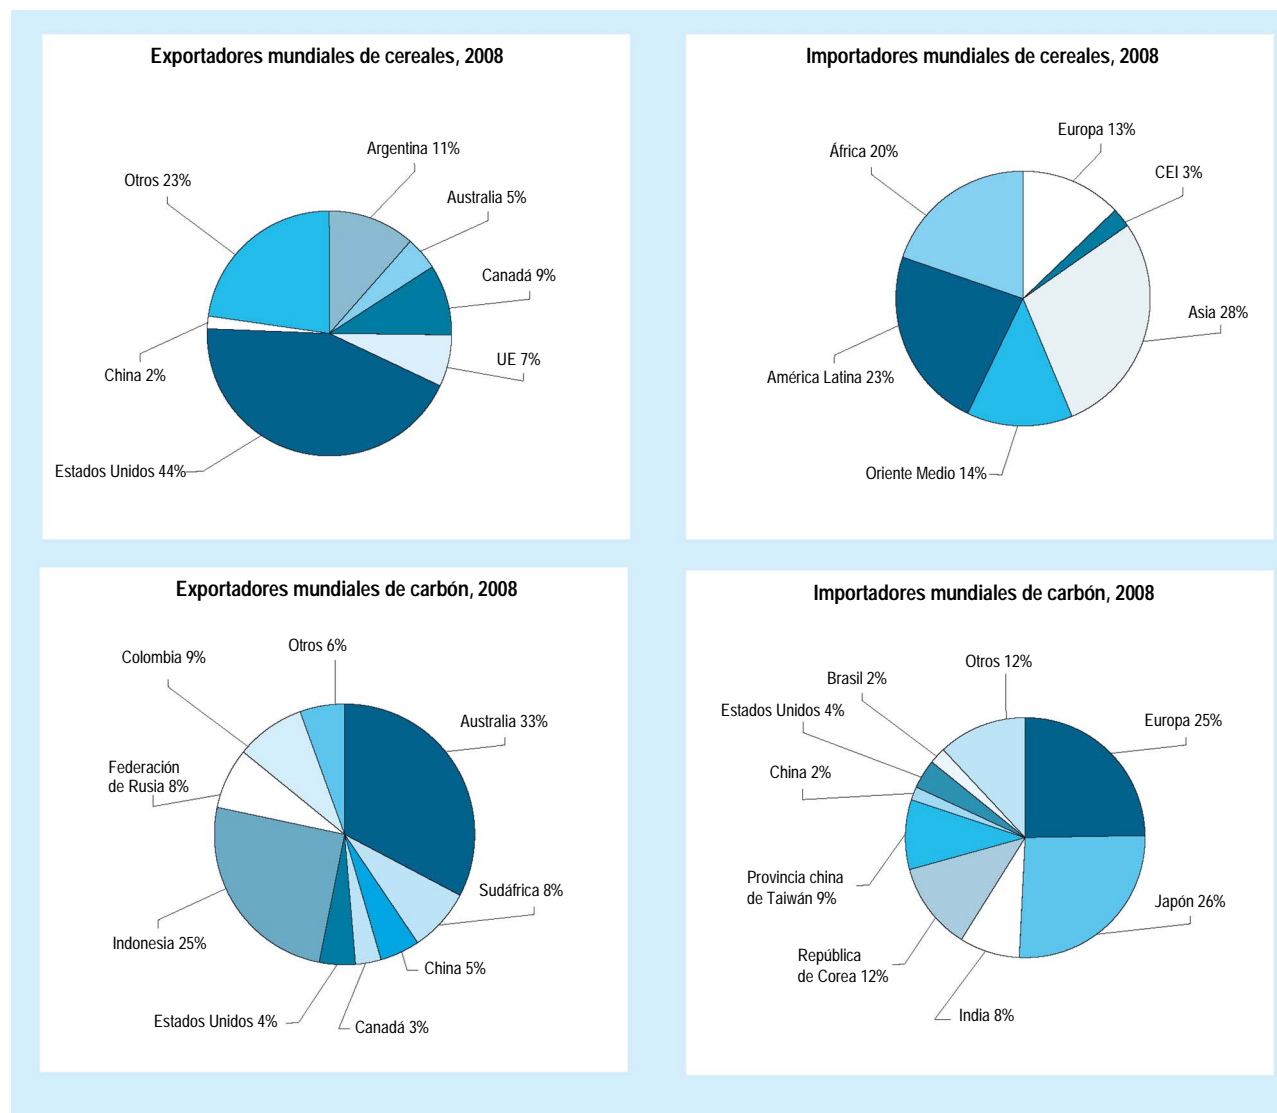 Exportadores mundiales de cereales, 2008
Argentina 11%
Otros 23%
Australia 5%
Canadá 9%
UE 7%
China 2%
Estados Unidos 44%
Importadores mundiales de cereales, 2008
Europa 13%
África 20%
CEI 3%
Asia 28%
América Latina 23%
Oriente Medio 14%
Exportadores mundiales de carbón, 2008
Otros 6%
Colombia 9%
Australia 33%
Federación
de Rusia 8%
Sudáfrica 8%
Indonesia 25%
China 5%
Estados Unidos 4%
Canadá 3%
Importadores mundiales de carbón, 2008
Otros 12%
Brasil 2%
Estados Unidos 4%
Europa 25%
China 2%
Provincia china
de Taiwán 9%
Japón 26%
República
de Corea 12%
India 8%